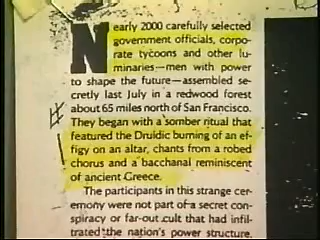 Nearly 2000 carefully selected
government officials, corpo-
rate tycoons and other lu-
minaries—men with power
to shape the future—assembled se-
cretly last July in a redwood forest
about 65 miles north of San Francisco.
They began with a somber ritual that
featured the Druidic burning of an ef-
figy on an altar, chants from a robed
chorus and a bacchanal reminiscent
of ancient Greece.
The participants in this strange cer-
emony were not part of a secret con-
spiracy or far-out cult that had infil-
trated the nation's power structure.